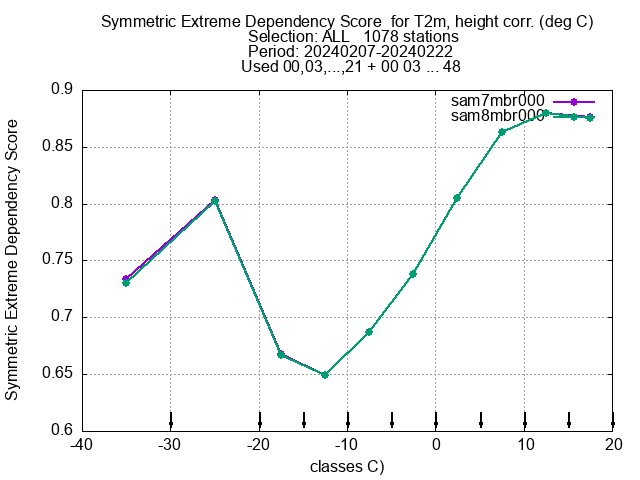 Symmetric Extreme Dependency Score for T2m, height corr. (deg C)
Selection: ALL 1078 stations
Period: 20240207-20240222
Used 00,03,...,21 + 00 03 ... 48
sam7mbr000
sam8mbr000
Symmetric Extreme Dependency Score
0.9
0.85
0.8
0.75
0.7
0.65
0.6
-40 -30 -20 -10 0 10 20
classes C)